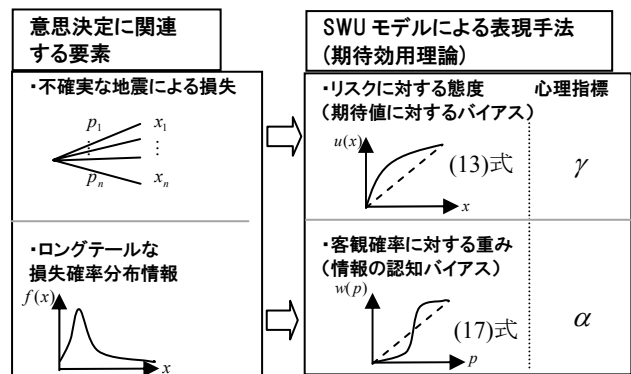 意思決定に関連
する要素
SWU モデルによる表現手法
(期待効用理論)
・不確実な地震による損失
p1 x1
⋮ ⋮
pn xn
・リスクに対する態度 心理指標
(期待値に対するバイアス)
u(x)
(13)式
x
γ
・ロングテールな
損失確率分布情報
f(x)
x
・客観確率に対する重み
(情報の認知バイアス)
w(p)
(17)式
p
α